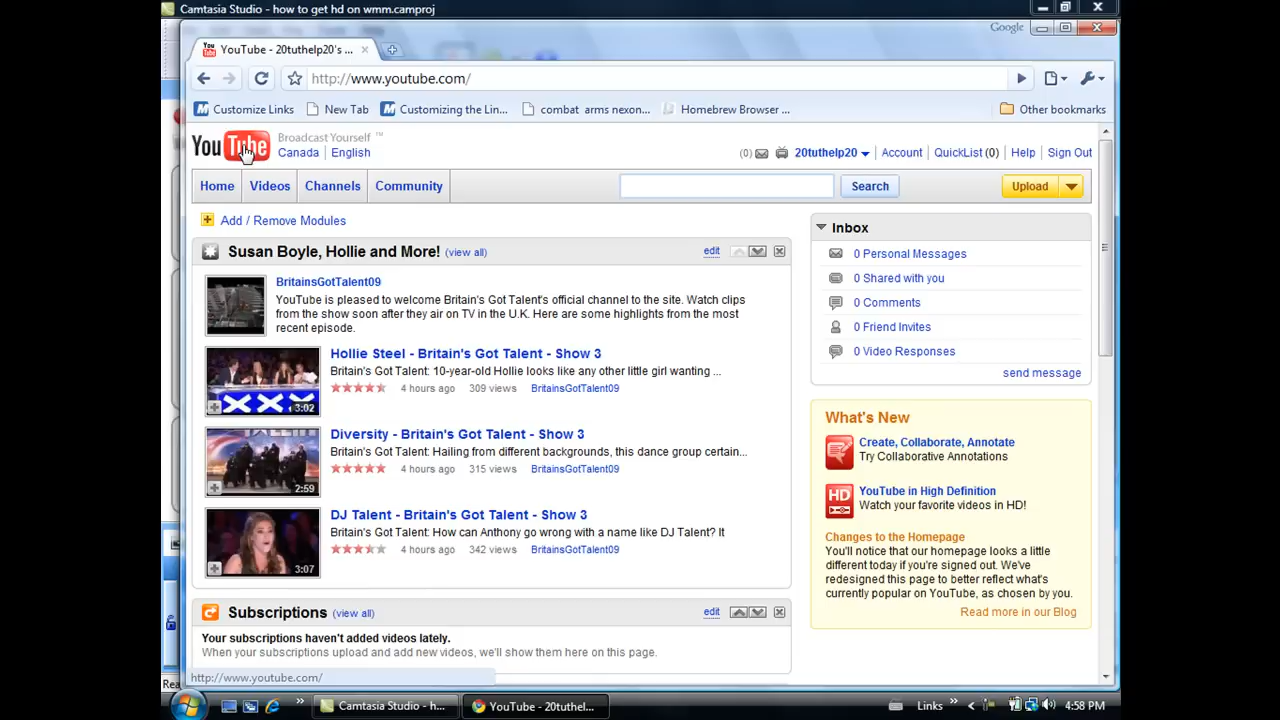 Camtasia Studio - how to get hd on wmm.camproj
Google
YouTube - 20tuthelp20's ...
http://www.youtube.com/
Customize Links
New Tab
Customizing the Lin...
combat arms nexon...
Homebrew Browser ...
Other bookmarks
YouTube
Broadcast Yourself ™
Canada | English
(0) 20tuthelp20 Account QuickList (0) Help Sign Out
Home Videos Channels Community
Search
Upload
Add / Remove Modules
Susan Boyle, Hollie and More! (view all)
edit
BritainsGotTalent09
YouTube is pleased to welcome Britain's Got Talent's official channel to the site. Watch clips
from the show soon after they air on TV in the U.K. Here are some highlights from the most
recent episode.
Hollie Steel - Britain's Got Talent - Show 3
Britain's Got Talent: 10-year-old Hollie looks like any other little girl wanting ...
4 hours ago 309 views BritainsGotTalent09
3:02
Diversity - Britain's Got Talent - Show 3
Britain's Got Talent: Hailing from different backgrounds, this dance group certain...
4 hours ago 315 views BritainsGotTalent09
2:59
DJ Talent - Britain's Got Talent - Show 3
Britain's Got Talent: How can Anthony go wrong with a name like DJ Talent? It
4 hours ago 342 views BritainsGotTalent09
3:07
Subscriptions (view all)
edit
Your subscriptions haven't added videos lately.
When your subscriptions upload and add new videos, we'll show them here on this page.
Inbox
0 Personal Messages
0 Shared with you
0 Comments
0 Friend Invites
0 Video Responses
send message
What's New
Create, Collaborate, Annotate
Try Collaborative Annotations
HD
YouTube in High Definition
Watch your favorite videos in HD!
Changes to the Homepage
You'll notice that our homepage looks a little
different today if you're signed out. We've
redesigned this page to better reflect what's
currently popular on YouTube, as chosen by you.
Read more in our Blog
http://www.youtube.com/
Rea
Camtasia Studio - h...
YouTube - 20tuthel...
Links
4:58 PM